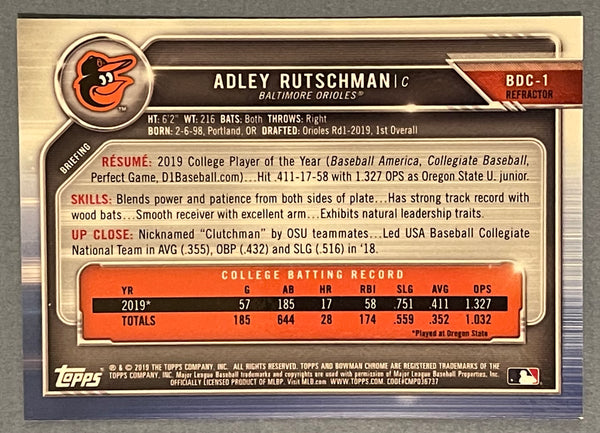 ADLEY RUTSCHMAN | C
BALTIMORE ORIOLES®
BDC-1
REFRACTOR
HT: 6'2" WT: 216 BATS: Both THROWS: Right
BORN: 2-6-98, Portland, OR DRAFTED: Orioles Rd1-2019, 1st Overall
BRIEFING
RÉSUMÉ: 2019 College Player of the Year (Baseball America, Collegiate Baseball,
Perfect Game, D1Baseball.com)...Hit .411-17-58 with 1.327 OPS as Oregon State U. junior.
SKILLS: Blends power and patience from both sides of plate...Has strong track record with
wood bats...Smooth receiver with excellent arm...Exhibits natural leadership traits.
UP CLOSE: Nicknamed “Clutchman” by OSU teammates...Led USA Baseball Collegiate
National Team in AVG (.355), OBP (.432) and SLG (.516) in '18.
COLLEGE BATTING RECORD
YR G AB HR RBI SLG AVG OPS
2019* 57 185 17 58 .751 .411 1.327
TOTALS 185 644 28 174 .559 .352 1.032
*Played at Oregon State
TOPPS
® & © 2019 THE TOPPS COMPANY, INC. ALL RIGHTS RESERVED. TOPPS AND BOWMAN CHROME ARE REGISTERED TRADEMARKS OF THE
TOPPS COMPANY, INC. Major League Baseball trademarks and copyrights are used with permission of Major League Baseball Properties, Inc.
OFFICIALLY LICENSED PRODUCT OF MLBP. Visit MLB.com WWW.TOPPS.COM. CODE#CMP036737